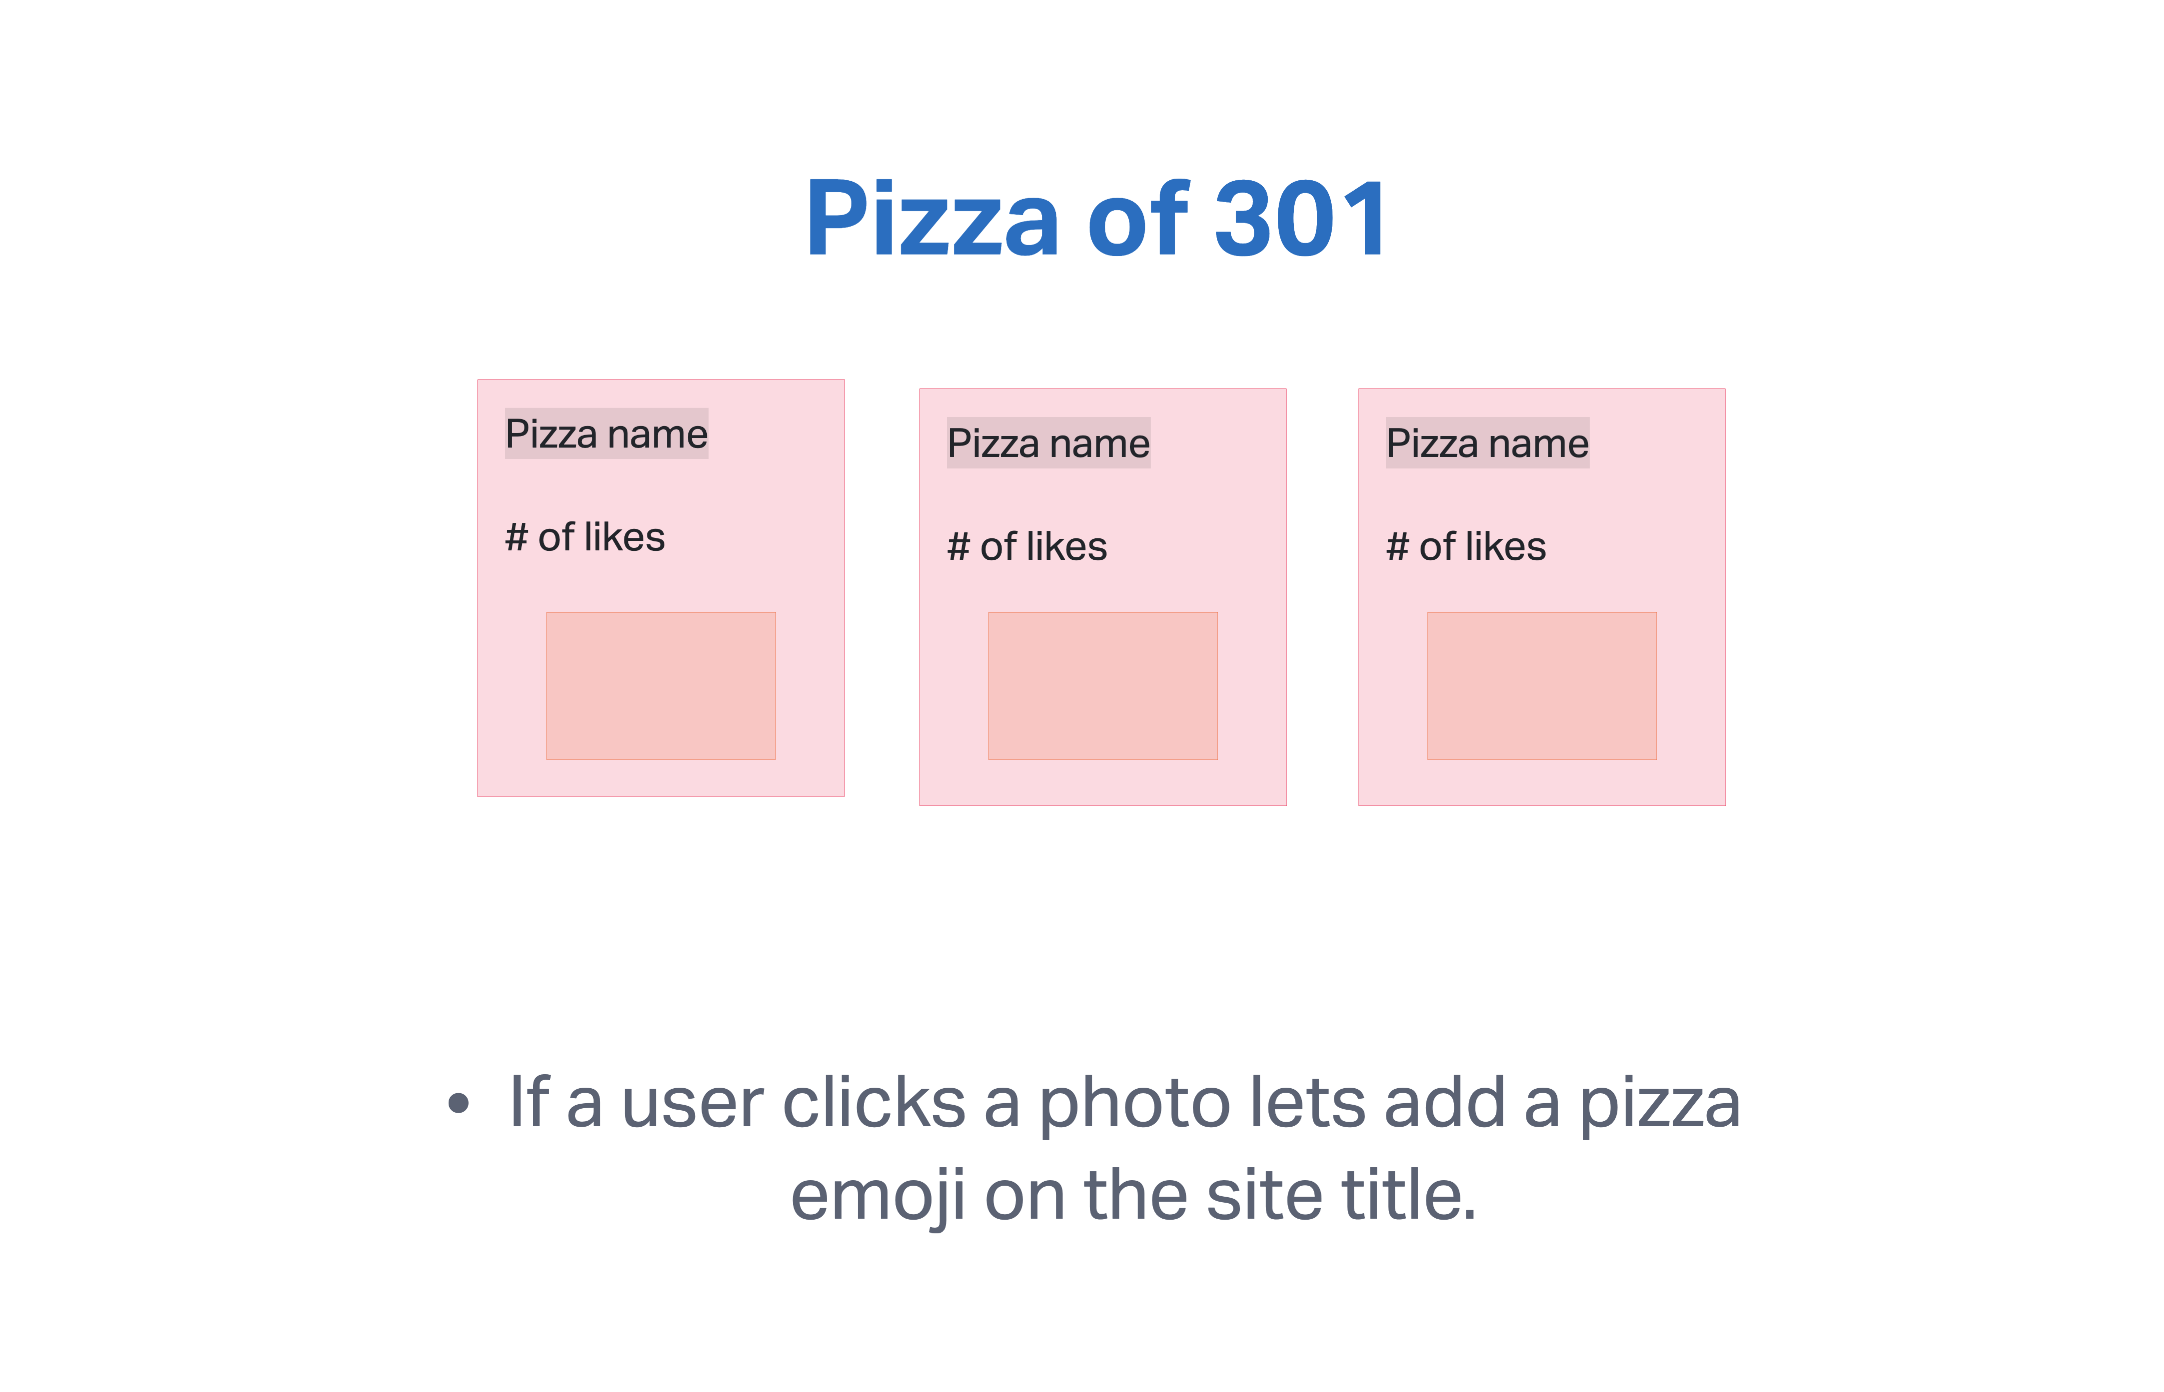 Pizza of 301
Pizza name
# of likes
Pizza name
# of likes
Pizza name
# of likes
• If a user clicks a photo lets add a pizza
emoji on the site title.